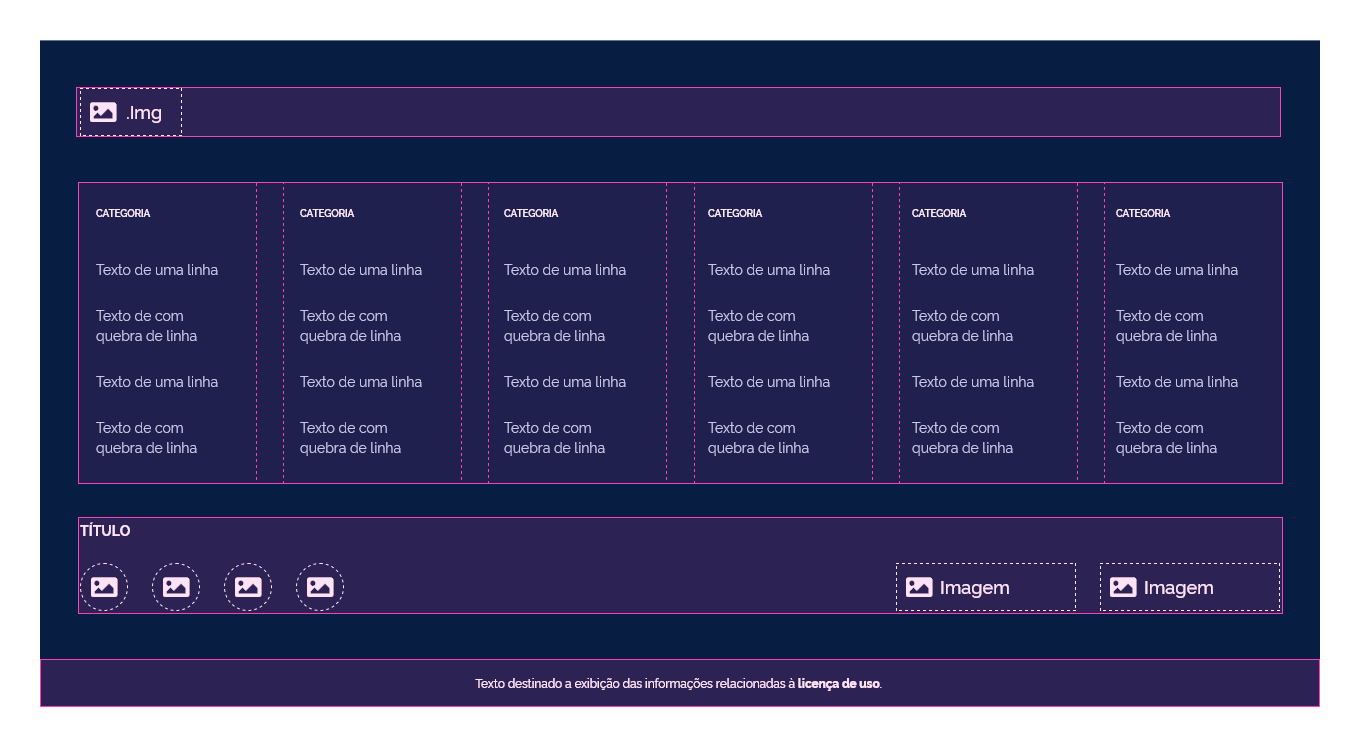 .Img
CATEGORIA
Texto de uma linha
Texto de com
quebra de linha
Texto de uma linha
Texto de com
quebra de linha
CATEGORIA
Texto de uma linha
Texto de com
quebra de linha
Texto de uma linha
Texto de com
quebra de linha
CATEGORIA
Texto de uma linha
Texto de com
quebra de linha
Texto de uma linha
Texto de com
quebra de linha
CATEGORIA
Texto de uma linha
Texto de com
quebra de linha
Texto de uma linha
Texto de com
quebra de linha
CATEGORIA
Texto de uma linha
Texto de com
quebra de linha
Texto de uma linha
Texto de com
quebra de linha
CATEGORIA
Texto de uma linha
Texto de com
quebra de linha
Texto de uma linha
Texto de com
quebra de linha
TÍTULO
Imagem
Imagem
Texto destinado a exibição das informações relacionadas à licença de uso.